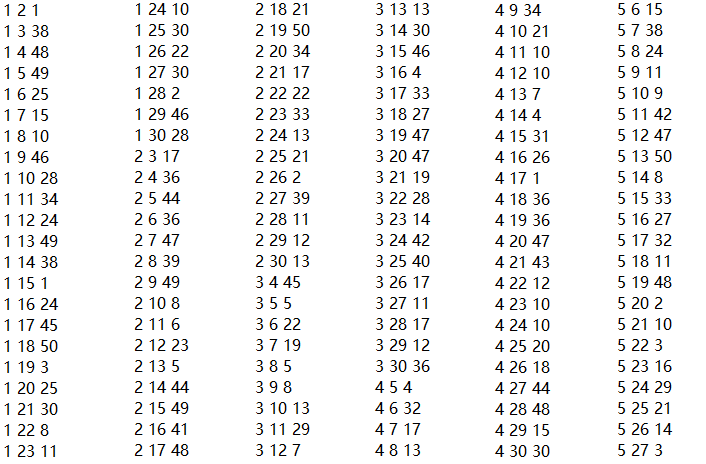 1 2 1
1 3 38
1 4 48
1 5 49
1 6 25
1 7 15
1 8 10
1 9 46
1 10 28
1 11 34
1 12 24
1 13 49
1 14 38
1 15 1
1 16 24
1 17 45
1 18 50
1 19 3
1 20 25
1 21 30
1 22 8
1 23 11
1 24 10
1 25 30
1 26 22
1 27 30
1 28 2
1 29 46
1 30 28
2 3 17
2 4 36
2 5 44
2 6 36
2 7 47
2 8 39
2 9 49
2 10 8
2 11 6
2 12 23
2 13 5
2 14 44
2 15 49
2 16 41
2 17 48
2 18 21
2 19 50
2 20 34
2 21 17
2 22 22
2 23 33
2 24 13
2 25 21
2 26 2
2 27 39
2 28 11
2 29 12
2 30 13
3 4 45
3 5 5
3 6 22
3 7 19
3 8 5
3 9 8
3 10 13
3 11 29
3 12 7
3 13 13
3 14 30
3 15 46
3 16 4
3 17 33
3 18 27
3 19 47
3 20 47
3 21 19
3 22 28
3 23 14
3 24 42
3 25 40
3 26 17
3 27 11
3 28 17
3 29 12
3 30 36
4 5 4
4 6 32
4 7 17
4 8 13
4 9 34
4 10 21
4 11 10
4 12 10
4 13 7
4 14 4
4 15 31
4 16 26
4 17 1
4 18 36
4 19 36
4 20 47
4 21 43
4 22 12
4 23 10
4 24 10
4 25 20
4 26 18
4 27 44
4 28 48
4 29 15
4 30 30
5 6 15
5 7 38
5 8 24
5 9 11
5 10 9
5 11 42
5 12 47
5 13 50
5 14 8
5 15 33
5 16 27
5 17 32
5 18 11
5 19 48
5 20 2
5 21 10
5 22 3
5 23 16
5 24 29
5 25 21
5 26 14
5 27 3